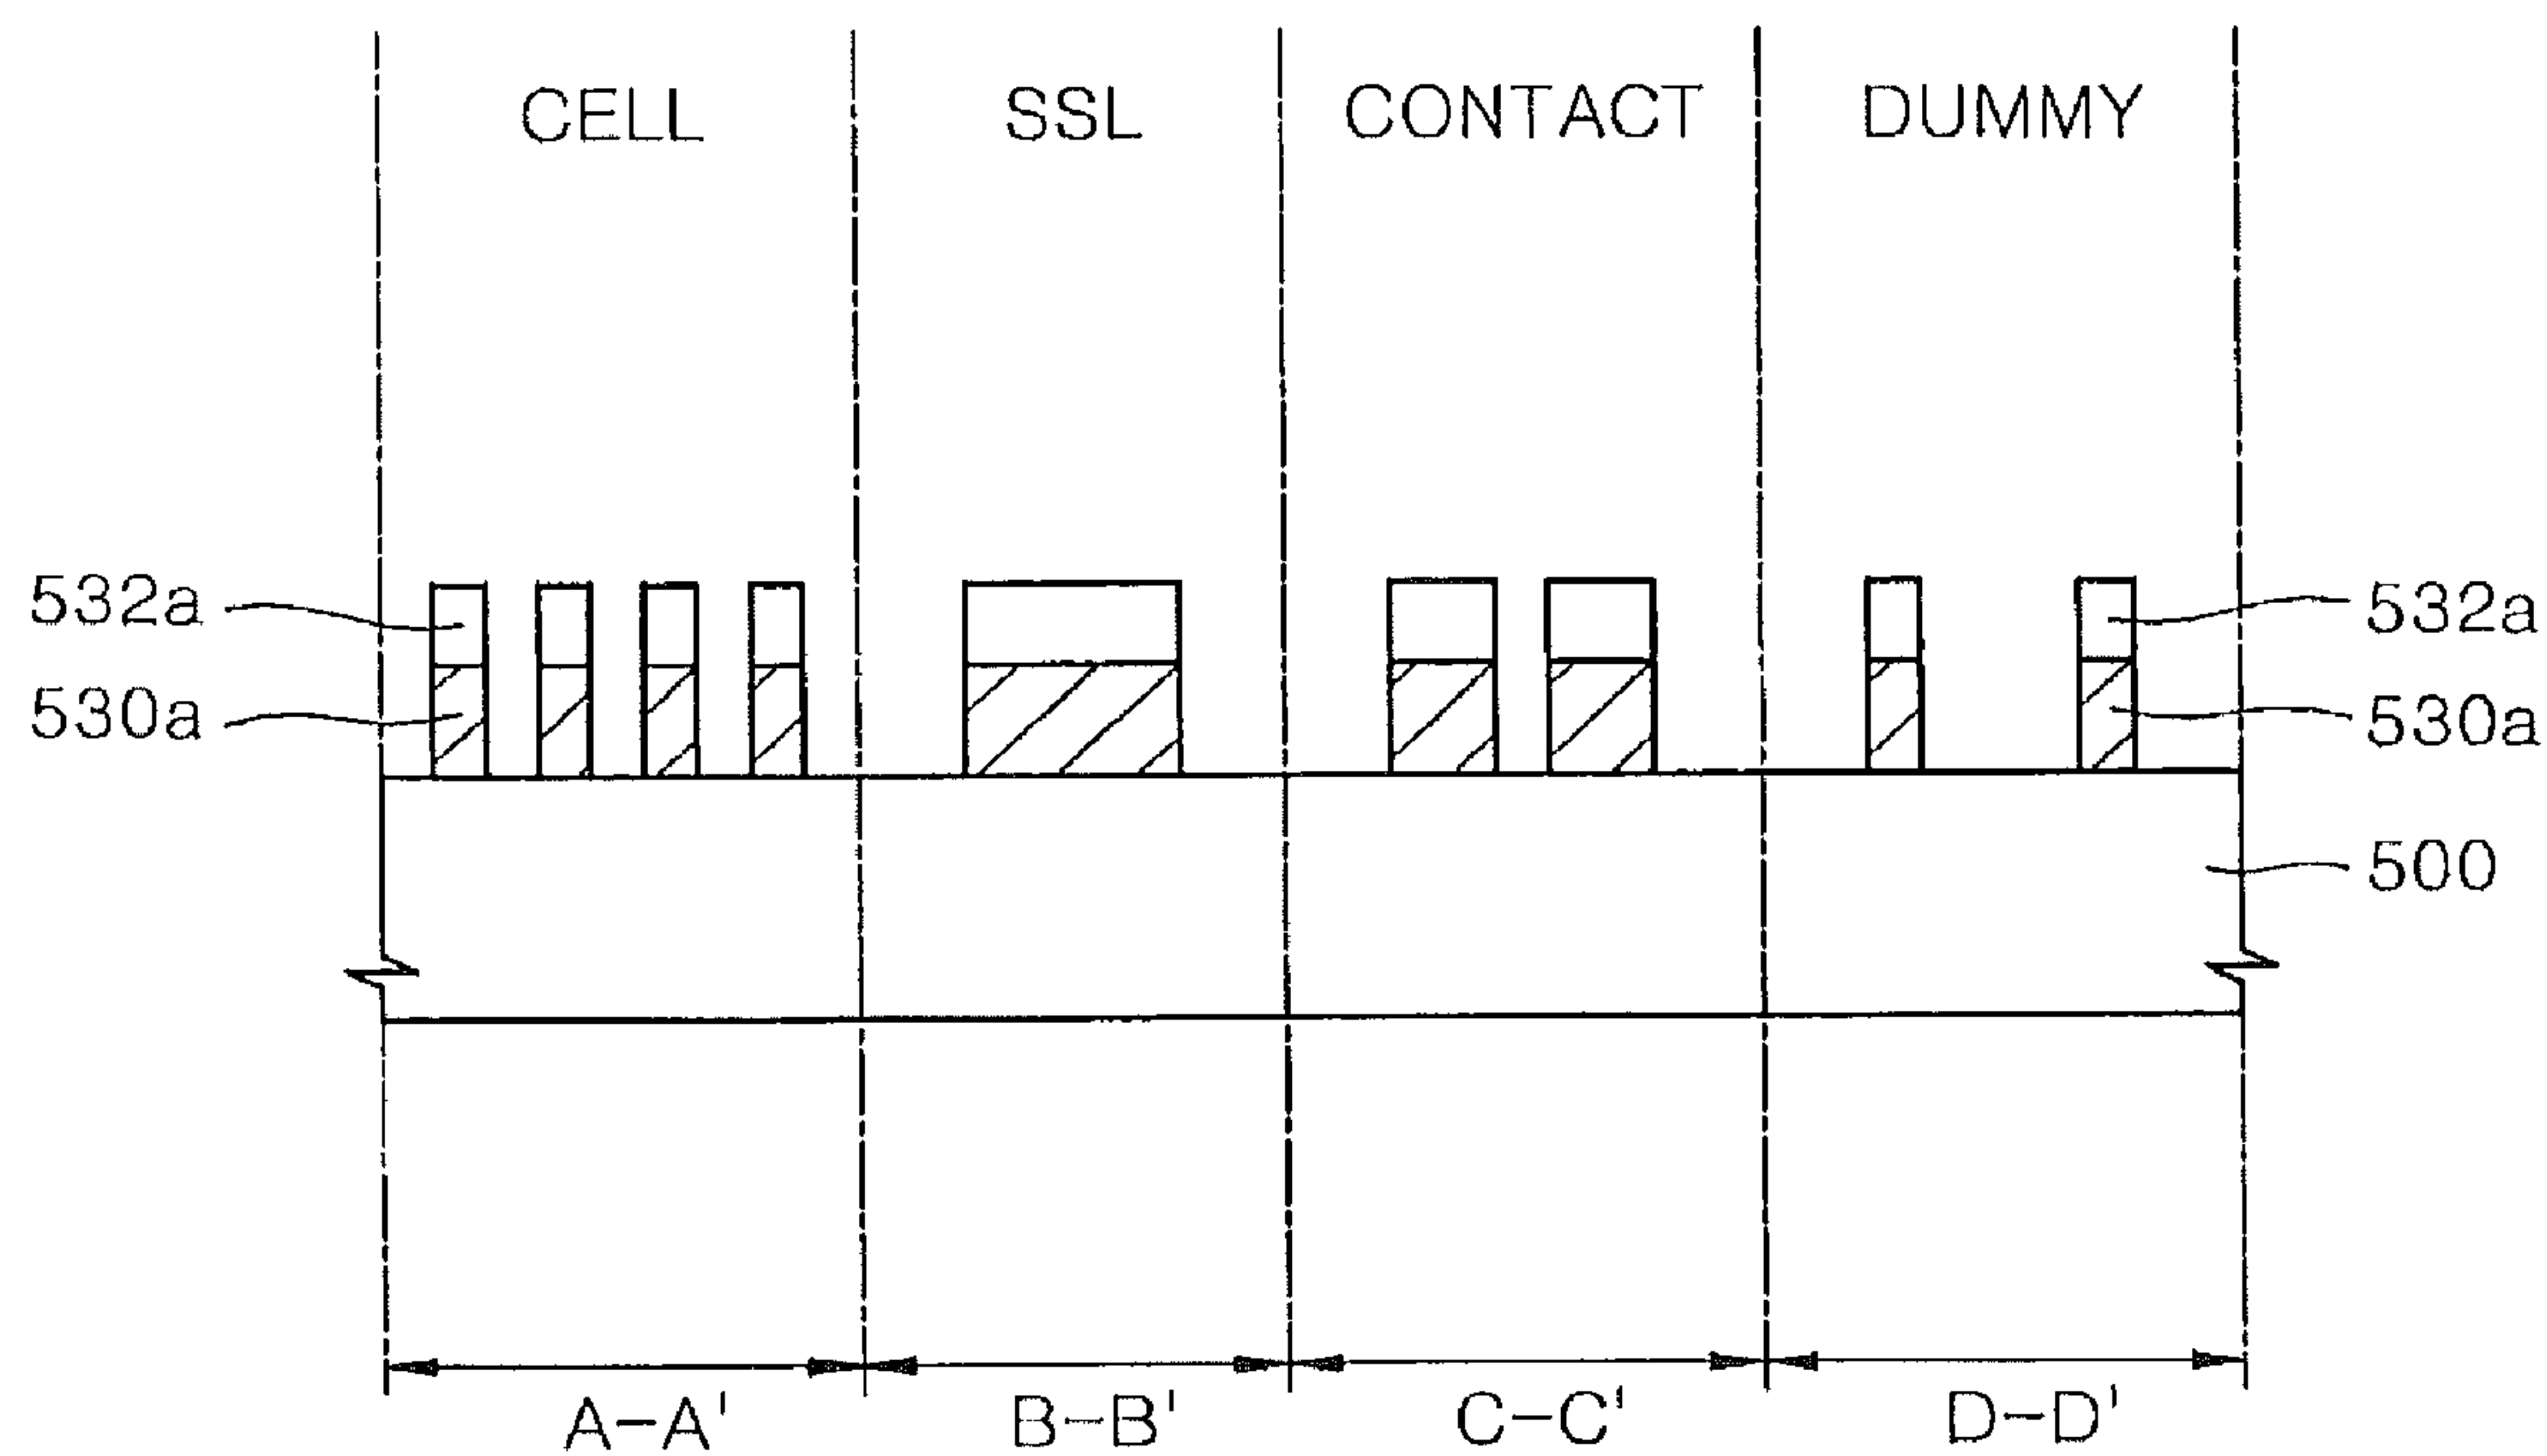 CELL SSL CONTACT DUMMY
532a 532a
530a 530a
500
A-A' B-B' C-C' D-D'